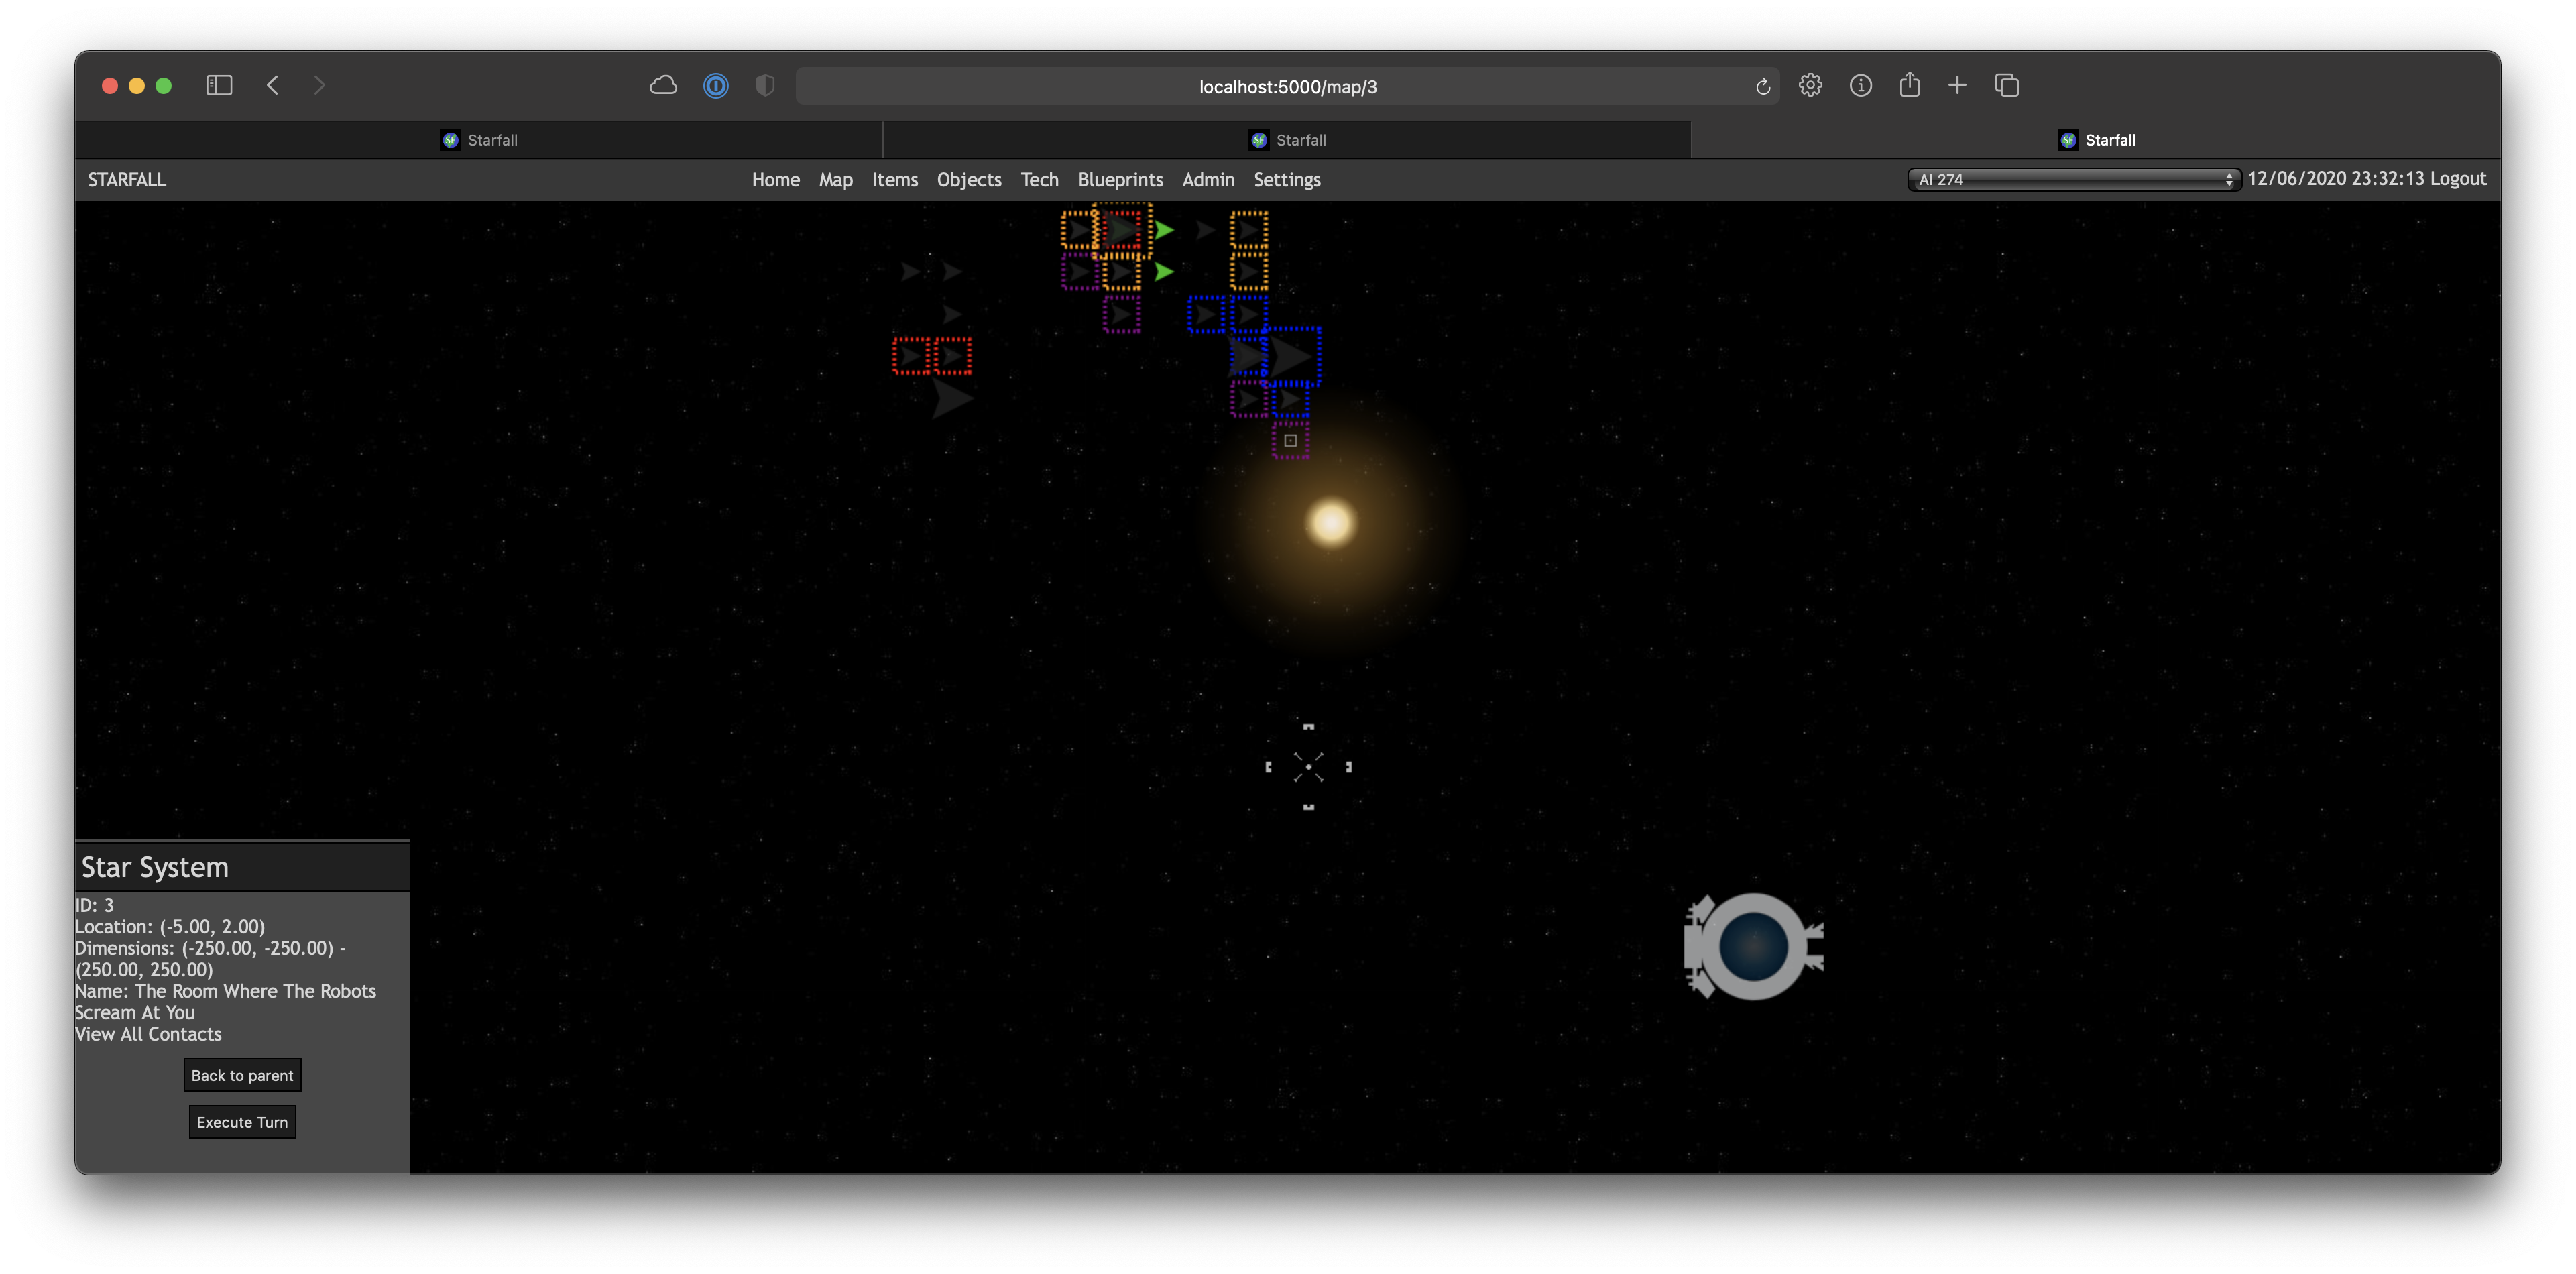 localhost:5000/map/3
SF Starfall
SF Starfall
SF Starfall
STARFALL
Home Map Items Objects Tech Blueprints Admin Settings
AI 274
12/06/2020 23:32:13 Logout
Star System
ID: 3
Location: (-5.00, 2.00)
Dimensions: (-250.00, -250.00) -
(250.00, 250.00)
Name: The Room Where The Robots
Scream At You
View All Contacts
Back to parent
Execute Turn